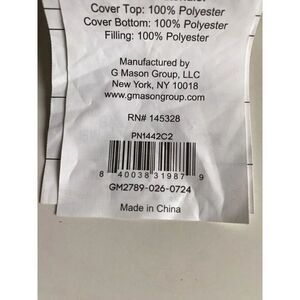 Cover Top: 100% Polyester
Cover Bottom: 100% Polyester
Filling: 100% Polyester
Manufactured by
G Mason Group, LLC
New York, NY 10018
www.gmasongroup.com
RN# 145328
PN1442C2
8 40038 31987 9
GM2789-026-0724
Made in China